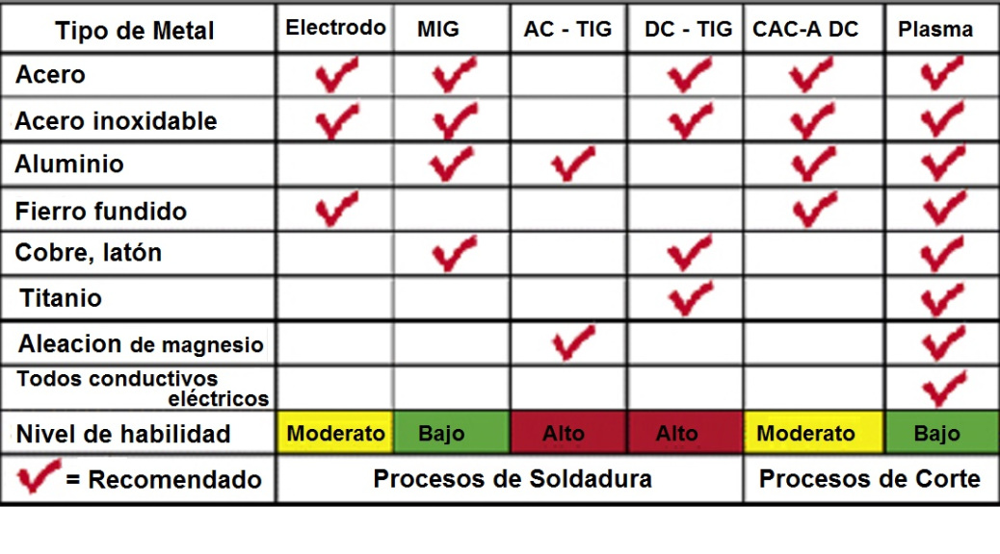 Tipo de Metal Electrodo MIG AC - TIG DC - TIG CAC-A DC Plasma
Acero
Acero inoxidable
Aluminio
Fierro fundido
Cobre, latón
Titanio
Aleacion de magnesio
Todos conductivos
eléctricos
Nivel de habilidad Moderato Bajo Alto Alto Moderato Bajo
= Recomendado Procesos de Soldadura Procesos de Corte